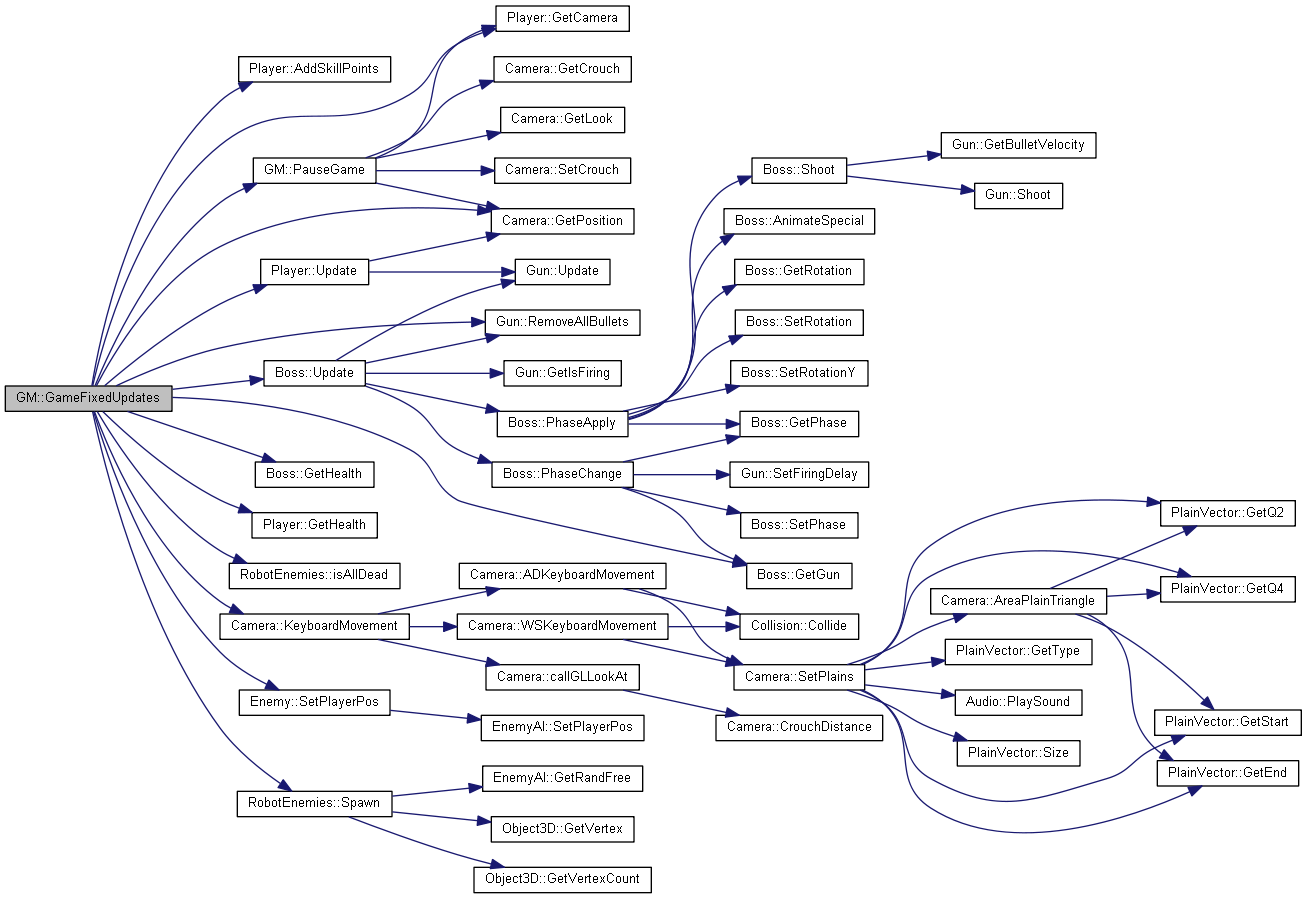 Player::GetCamera
Player::AddSkillPoints
Camera::GetCrouch
Camera::GetLook
GM::PauseGame
Camera::SetCrouch
Camera::GetPosition
Player::Update
Gun::Update
Gun::RemoveAllBullets
Boss::Update
Gun::GetIsFiring
GM::GameFixedUpdates
Boss::PhaseApply
Boss::GetHealth
Boss::PhaseChange
Player::GetHealth
RobotEnemies::isAllDead
Camera::KeyboardMovement
Camera::ADKeyboardMovement
Camera::WSKeyboardMovement
Camera::callGLLookAt
Enemy::SetPlayerPos
EnemyAI::SetPlayerPos
RobotEnemies::Spawn
EnemyAI::GetRandFree
Object3D::GetVertex
Object3D::GetVertexCount
Boss::Shoot
Gun::GetBulletVelocity
Gun::Shoot
Boss::AnimateSpecial
Boss::GetRotation
Boss::SetRotation
Boss::SetRotationY
Boss::GetPhase
Gun::SetFiringDelay
Boss::SetPhase
Boss::GetGun
Collision::Collide
Camera::SetPlains
Camera::CrouchDistance
Camera::AreaPlainTriangle
PlainVector::GetType
Audio::PlaySound
PlainVector::Size
PlainVector::GetQ2
PlainVector::GetQ4
PlainVector::GetStart
PlainVector::GetEnd